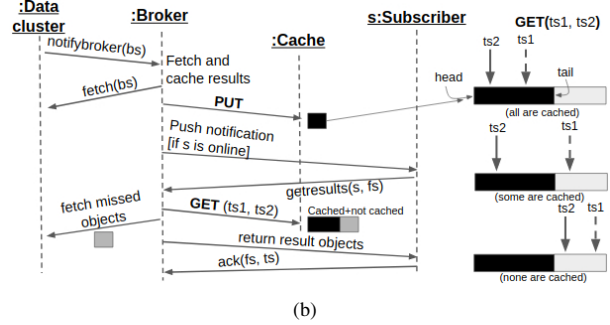 :Data
cluster
:Broker
:Cache
s:Subscriber
GET(ts1, ts2)
notifybroker(bs)
Fetch and
cache results
fetch(bs)
PUT
Push notification
[if s is online]
getresults(s, fs)
fetch missed
objects
GET (ts1, ts2)
Cached+not cached
return result objects
ack(fs, ts)
ts2
ts1
head
tail
(all are cached)
ts2
ts1
(some are cached)
ts2
ts1
(none are cached)
(b)